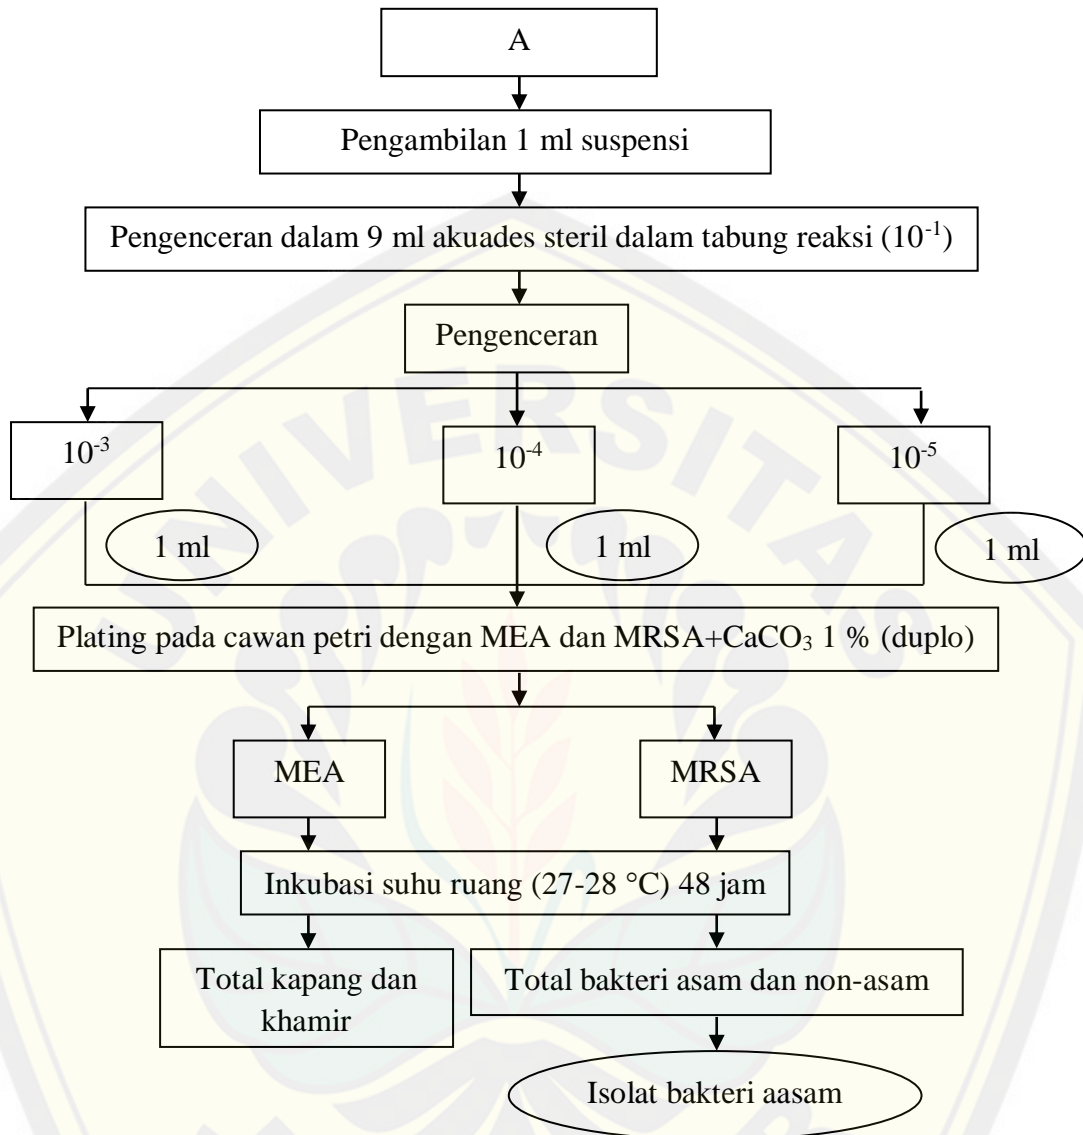 A
Pengambilan 1 ml suspensi
Pengenceran dalam 9 ml akuades steril dalam tabung reaksi (10⁻¹)
Pengenceran
10⁻³
10⁻⁴
10⁻⁵
1 ml
1 ml
1 ml
Plating pada cawan petri dengan MEA dan MRSA+CaCO₃ 1 % (duplo)
MEA
MRSA
Inkubasi suhu ruang (27-28 °C) 48 jam
Total kapang dan
khamir
Total bakteri asam dan non-asam
Isolat bakteri aasam
UNIVERSITAS